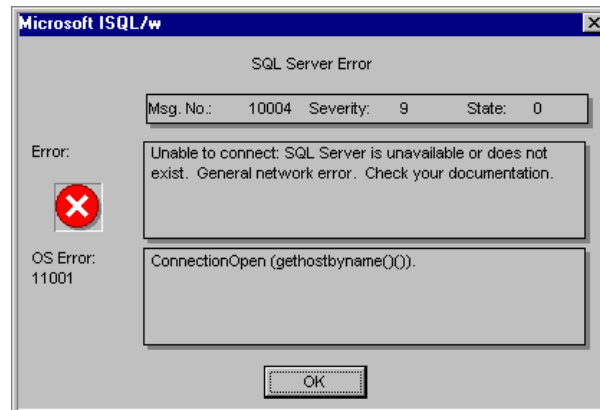 Microsoft ISQL/w
SQL Server Error
Msg. No.: 10004 Severity: 9 State: 0
Error:
Unable to connect: SQL Server is unavailable or does not
exist. General network error. Check your documentation.
OS Error:
11001
ConnectionOpen (gethostbyname()()).
OK